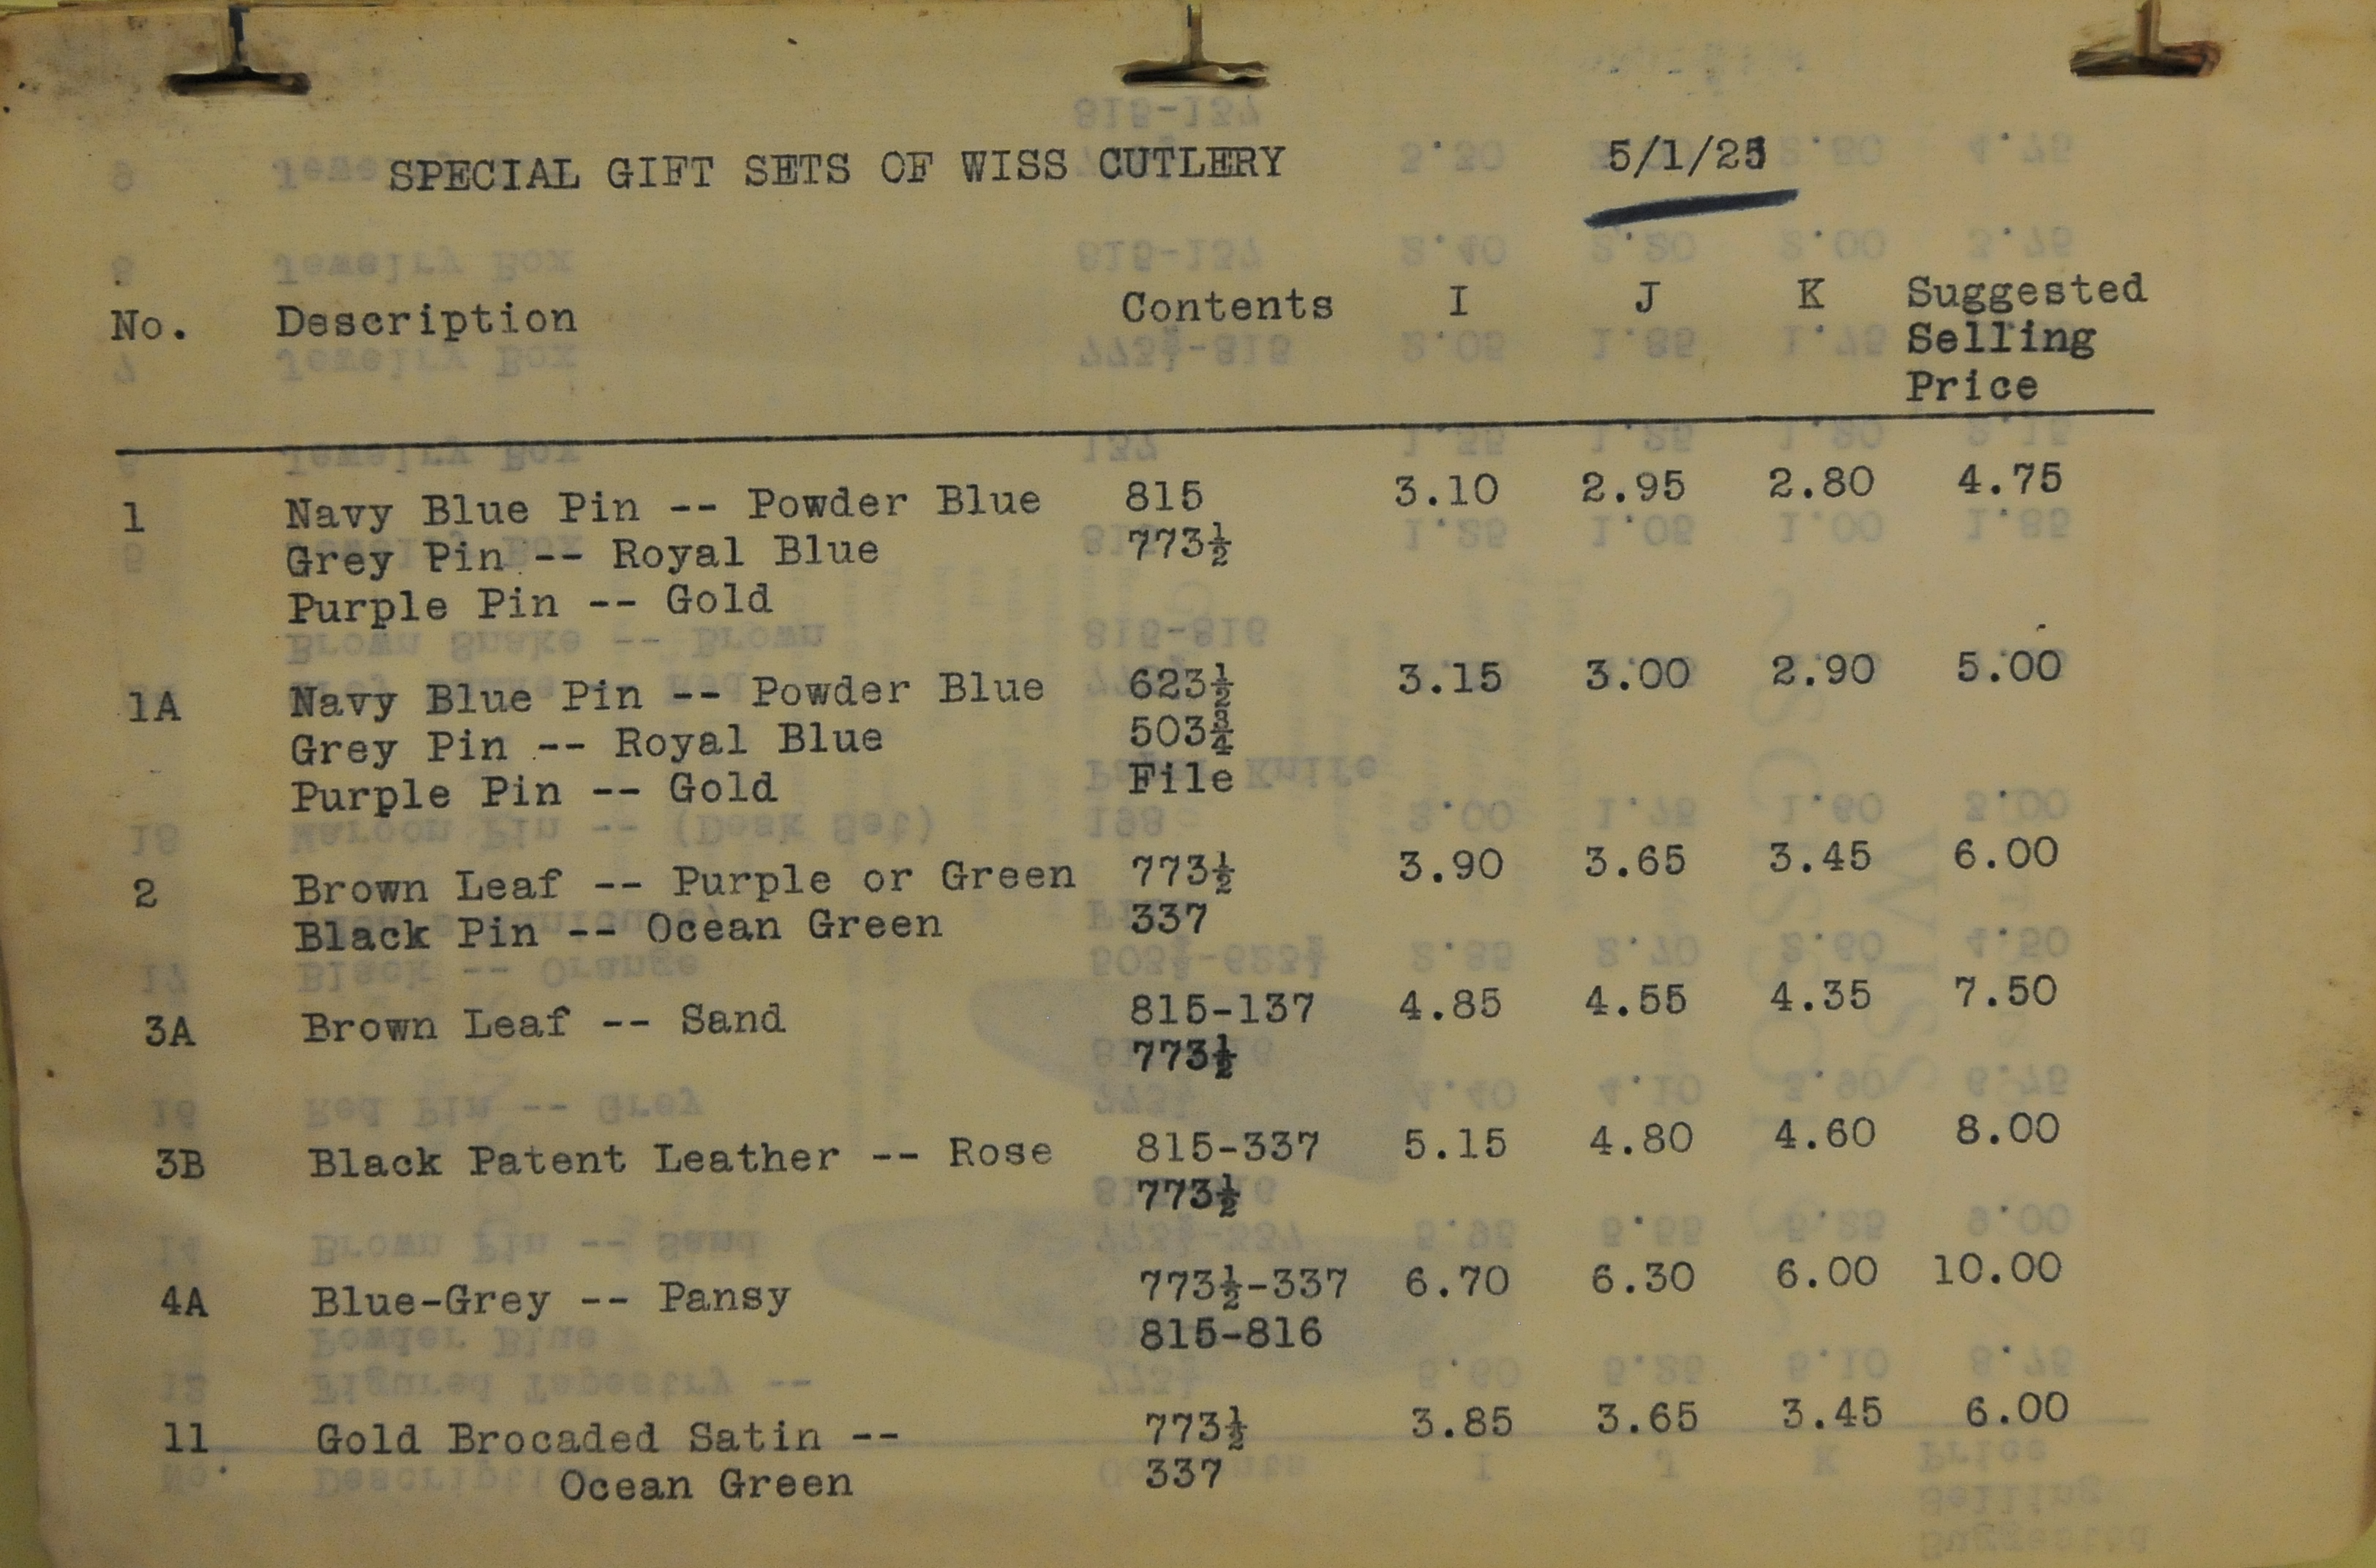 SPECIAL GIFT SETS OF WISS CUTLERY 5/1/25
No. Description Contents I J K Suggested
Selling
Price
1 Navy Blue Pin -- Powder Blue 815 3.10 2.95 2.80 4.75
Grey Pin -- Royal Blue 773½
Purple Pin -- Gold
1A Navy Blue Pin -- Powder Blue 623½ 3.15 3.00 2.90 5.00
Grey Pin -- Royal Blue 503¾
Purple Pin -- Gold File
2 Brown Leaf -- Purple or Green 773½ 3.90 3.65 3.45 6.00
Black Pin -- Ocean Green 337
3A Brown Leaf -- Sand 815-137 4.85 4.55 4.35 7.50
773½
3B Black Patent Leather -- Rose 815-337 5.15 4.80 4.60 8.00
773½
4A Blue-Grey -- Pansy 773½-337 6.70 6.30 6.00 10.00
815-816
11 Gold Brocaded Satin -- 773½ 3.85 3.65 3.45 6.00
Ocean Green 337